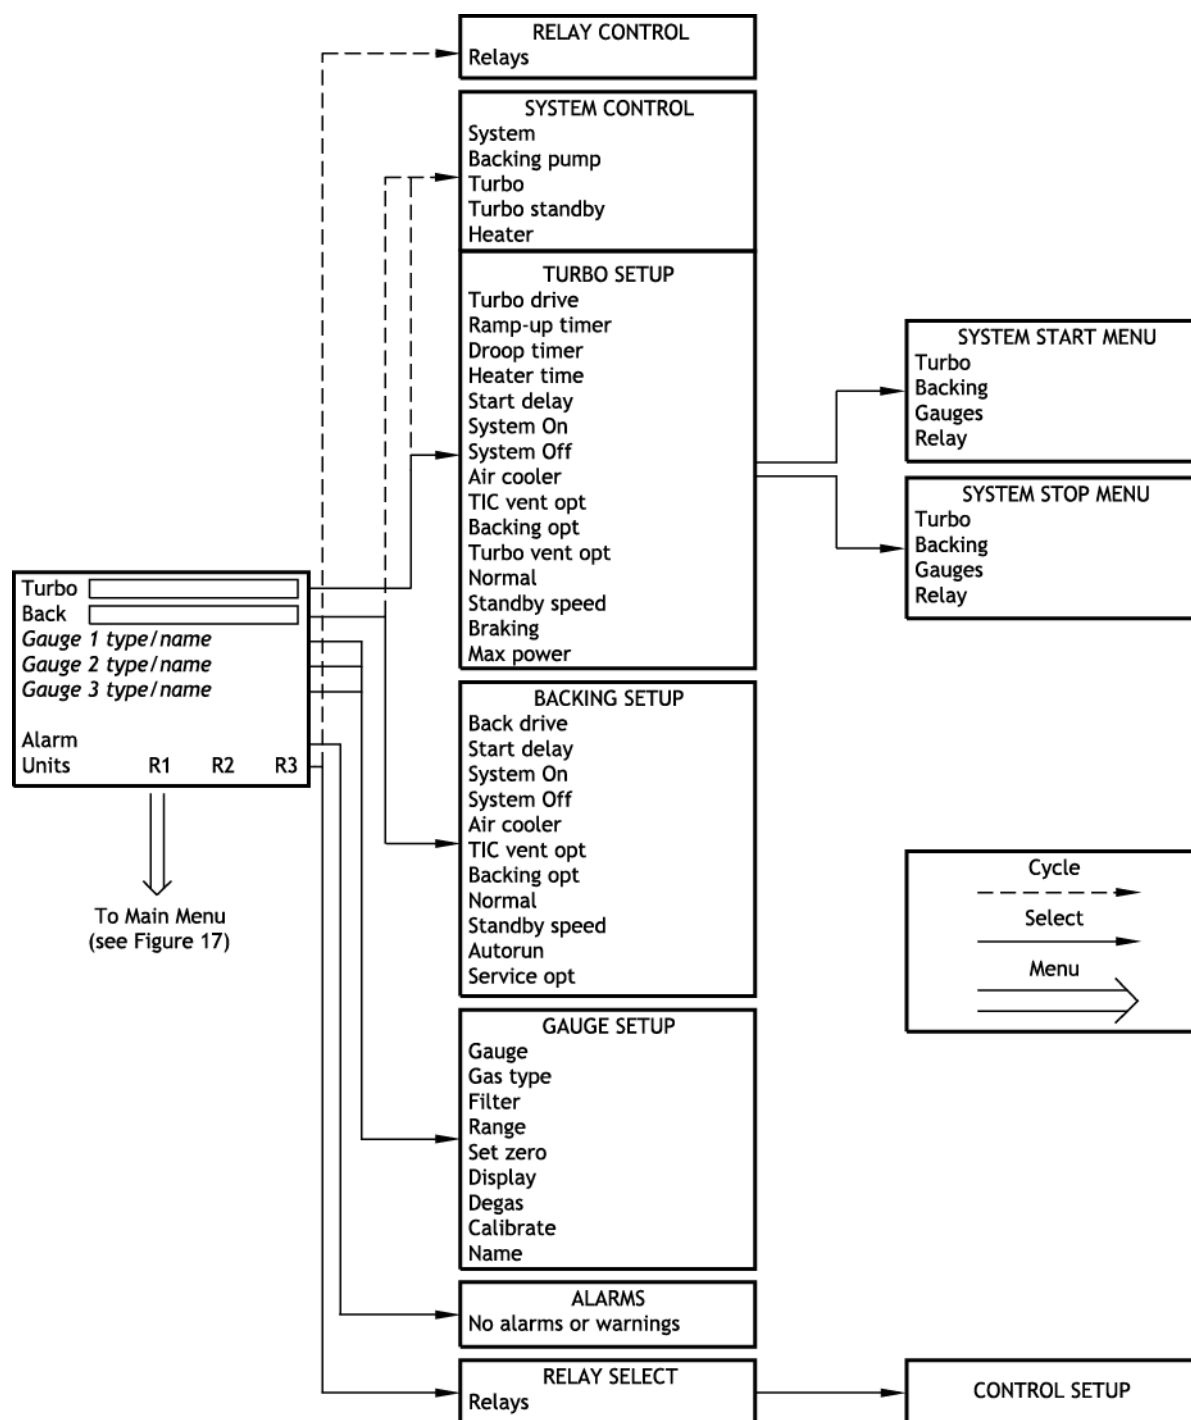 RELAY CONTROL
Relays
SYSTEM CONTROL
System
Backing pump
Turbo
Turbo standby
Heater
TURBO SETUP
Turbo drive
Ramp-up timer
Droop timer
Heater time
Start delay
System On
System Off
Air cooler
TIC vent opt
Backing opt
Turbo vent opt
Normal
Standby speed
Braking
Max power
SYSTEM START MENU
Turbo
Backing
Gauges
Relay
SYSTEM STOP MENU
Turbo
Backing
Gauges
Relay
Turbo
Back
Gauge 1 type/name
Gauge 2 type/name
Gauge 3 type/name
Alarm
Units R1 R2 R3
To Main Menu
(see Figure 17)
BACKING SETUP
Back drive
Start delay
System On
System Off
Air cooler
TIC vent opt
Backing opt
Normal
Standby speed
Autorun
Service opt
Cycle
Select
Menu
GAUGE SETUP
Gauge
Gas type
Filter
Range
Set zero
Display
Degas
Calibrate
Name
ALARMS
No alarms or warnings
RELAY SELECT
Relays
CONTROL SETUP